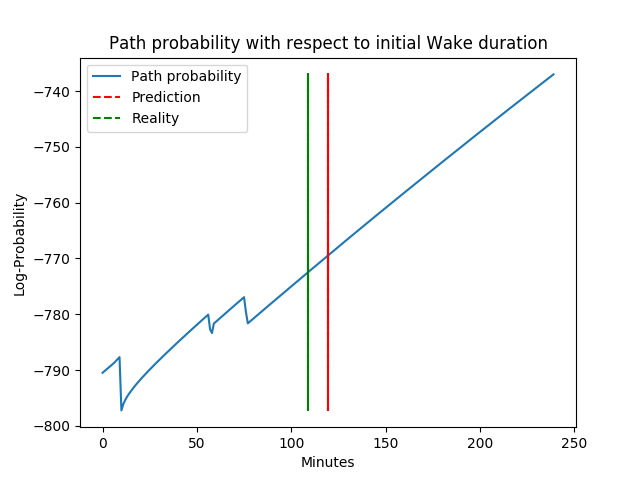 Path probability with respect to initial Wake duration
Path probability
Prediction
Reality
−740
−750
−760
−770
−780
−790
−800
Log-Probability
0 50 100 150 200 250
Minutes